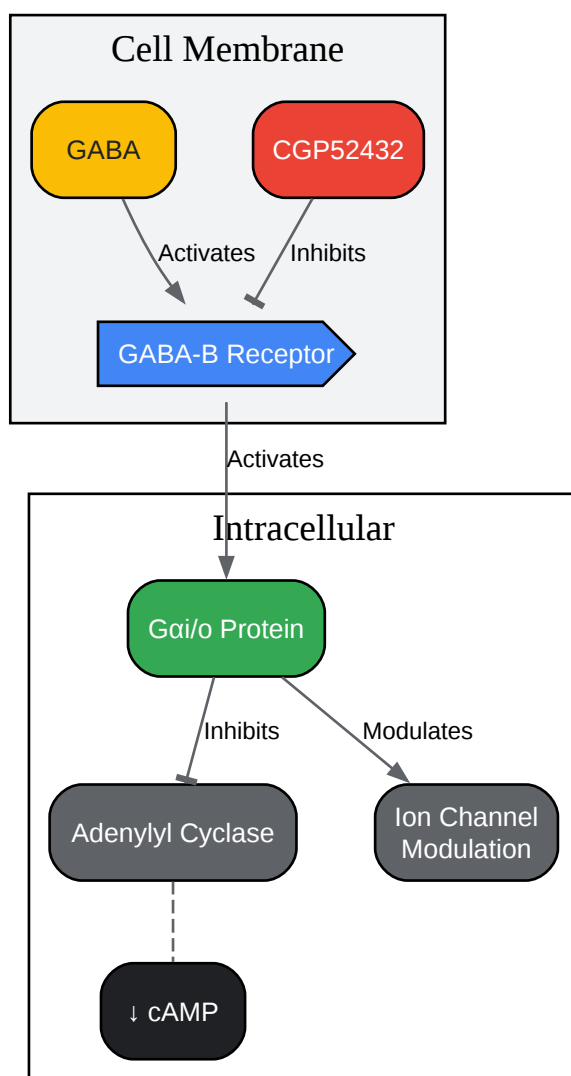 Cell Membrane
GABA
CGP52432
Activates
Inhibits
GABA-B Receptor
Activates
Intracellular
Gαi/o Protein
Inhibits
Modulates
Adenylyl Cyclase
Ion Channel
Modulation
↓ cAMP